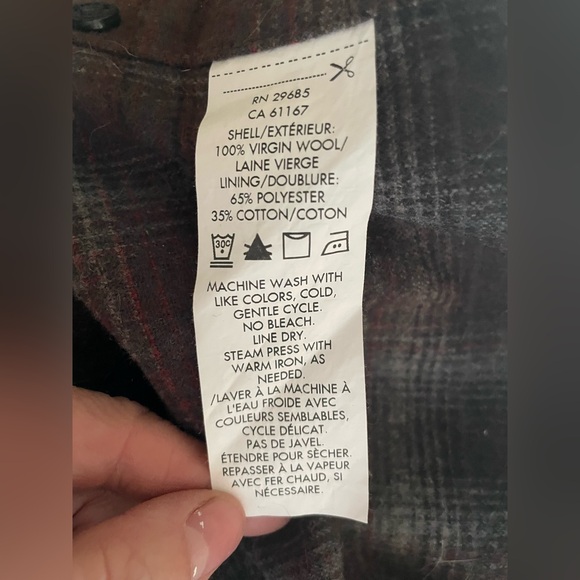 RN 29685
CA 61167
SHELL/EXTÉRIEUR:
100% VIRGIN WOOL/
LAINE VIERGE
LINING/DOUBLURE:
65% POLYESTER
35% COTTON/COTON
30C
MACHINE WASH WITH
LIKE COLORS, COLD,
GENTLE CYCLE.
NO BLEACH.
LINE DRY.
STEAM PRESS WITH
WARM IRON, AS
NEEDED.
/LAVER À LA MACHINE À
L'EAU FROIDE AVEC
COULEURS SEMBLABLES,
CYCLE DÉLICAT.
PAS DE JAVEL.
ÉTENDRE POUR SÈCHER.
REPASSER À LA VAPEUR
AVEC FER CHAUD, SI
NÉCESSAIRE.